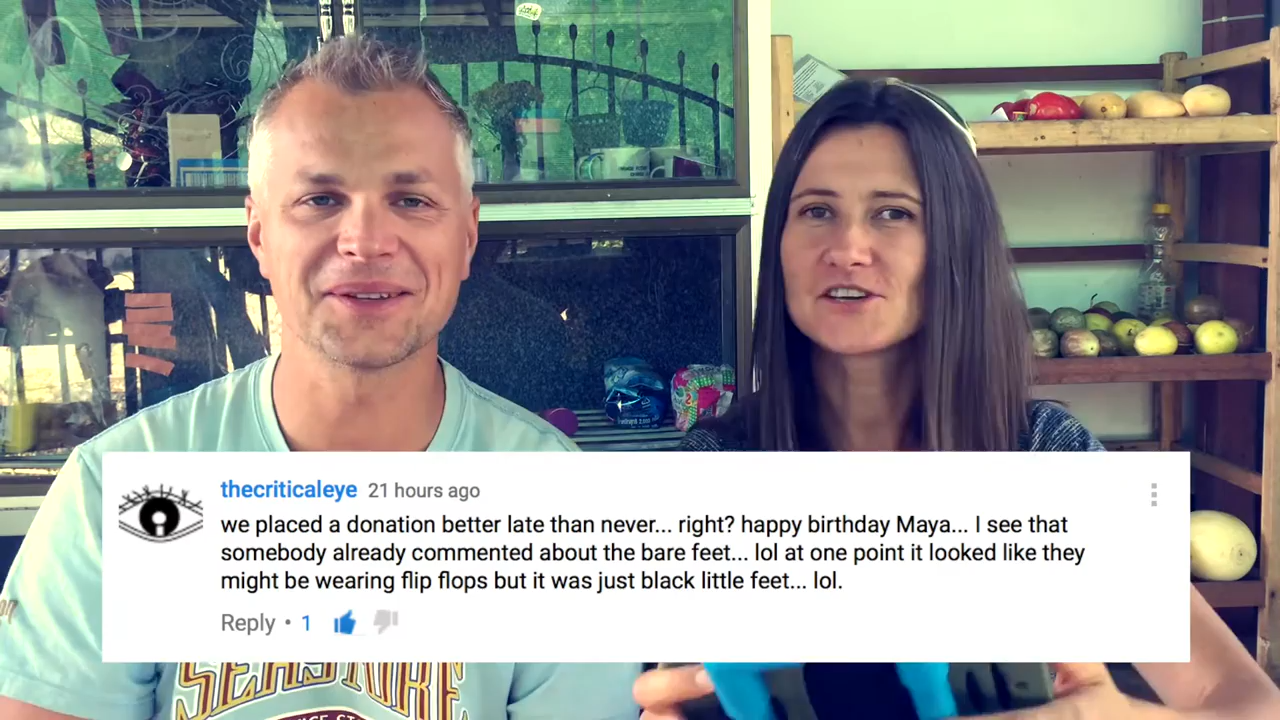 thecriticaleye 21 hours ago
we placed a donation better late than never... right? happy birthday Maya... I see that
somebody already commented about the bare feet... lol at one point it looked like they
might be wearing flip flops but it was just black little feet... lol.
Reply • 1